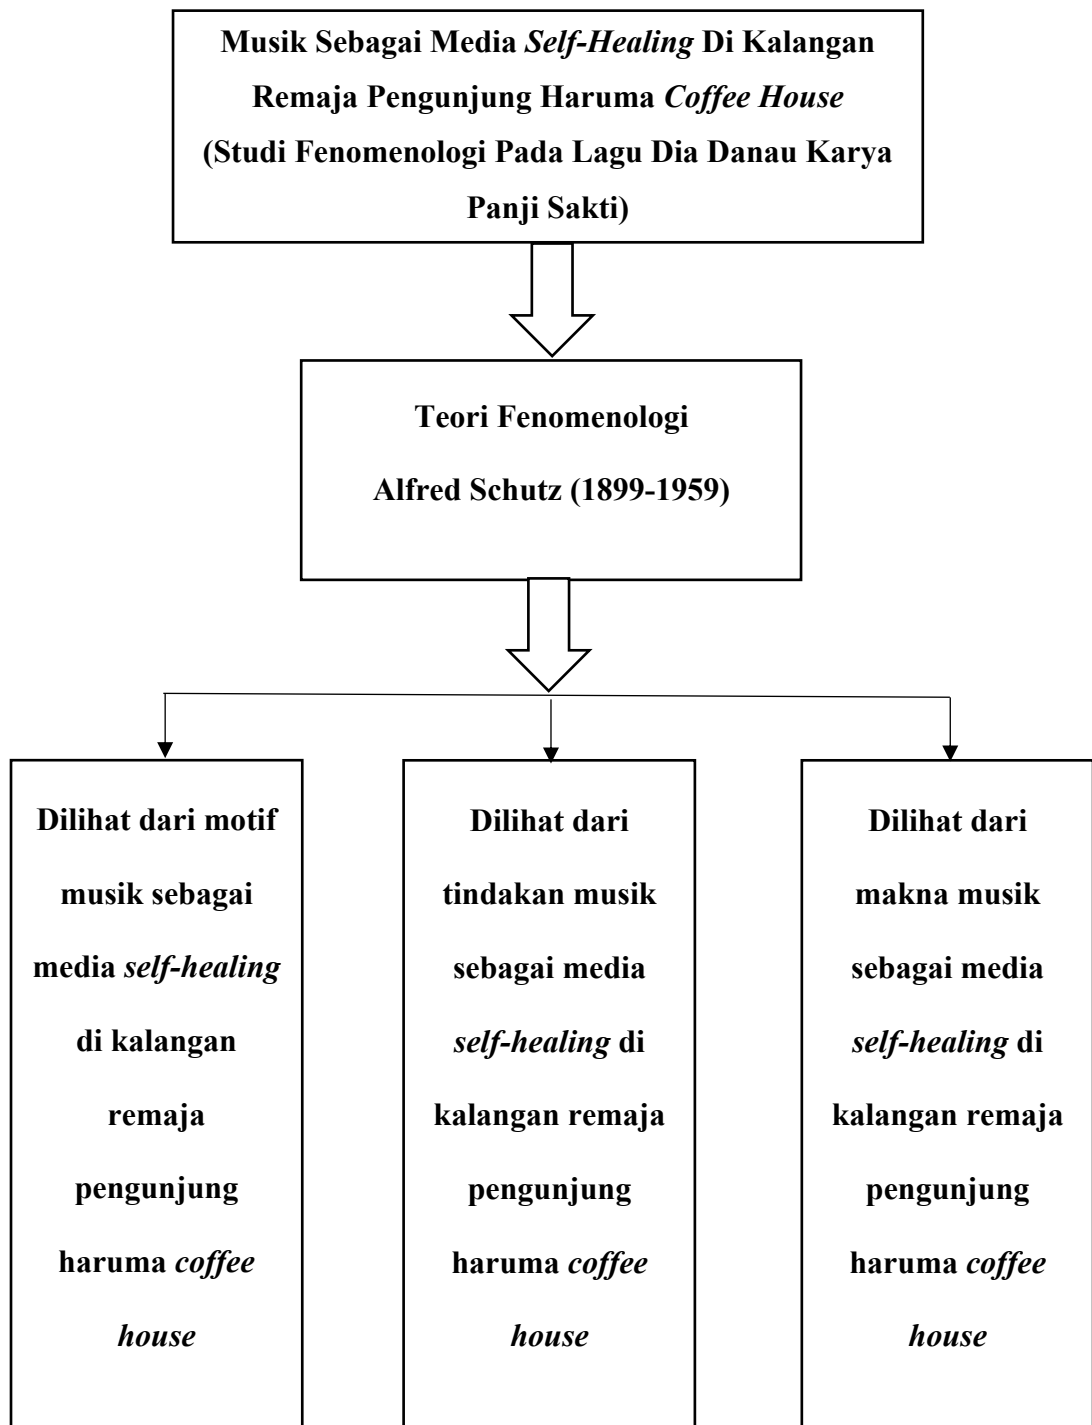 Musik Sebagai Media Self-Healing Di Kalangan
Remaja Pengunjung Haruma Coffee House
(Studi Fenomenologi Pada Lagu Dia Danau Karya
Panji Sakti)
Teori Fenomenologi
Alfred Schutz (1899-1959)
Dilihat dari motif
musik sebagai
media self-healing
di kalangan
remaja
pengunjung
haruma coffee
house
Dilihat dari
tindakan musik
sebagai media
self-healing di
kalangan remaja
pengunjung
haruma coffee
house
Dilihat dari
makna musik
sebagai media
self-healing di
kalangan remaja
pengunjung
haruma coffee
house